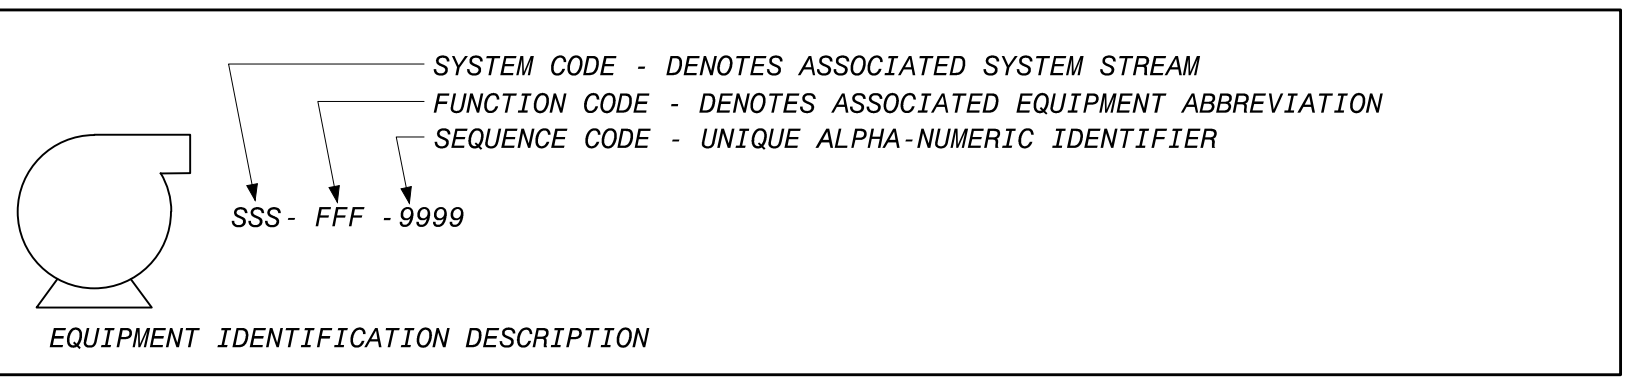 SYSTEM CODE - DENOTES ASSOCIATED SYSTEM STREAM
FUNCTION CODE - DENOTES ASSOCIATED EQUIPMENT ABBREVIATION
SEQUENCE CODE - UNIQUE ALPHA-NUMERIC IDENTIFIER
SSS- FFF -9999
EQUIPMENT IDENTIFICATION DESCRIPTION